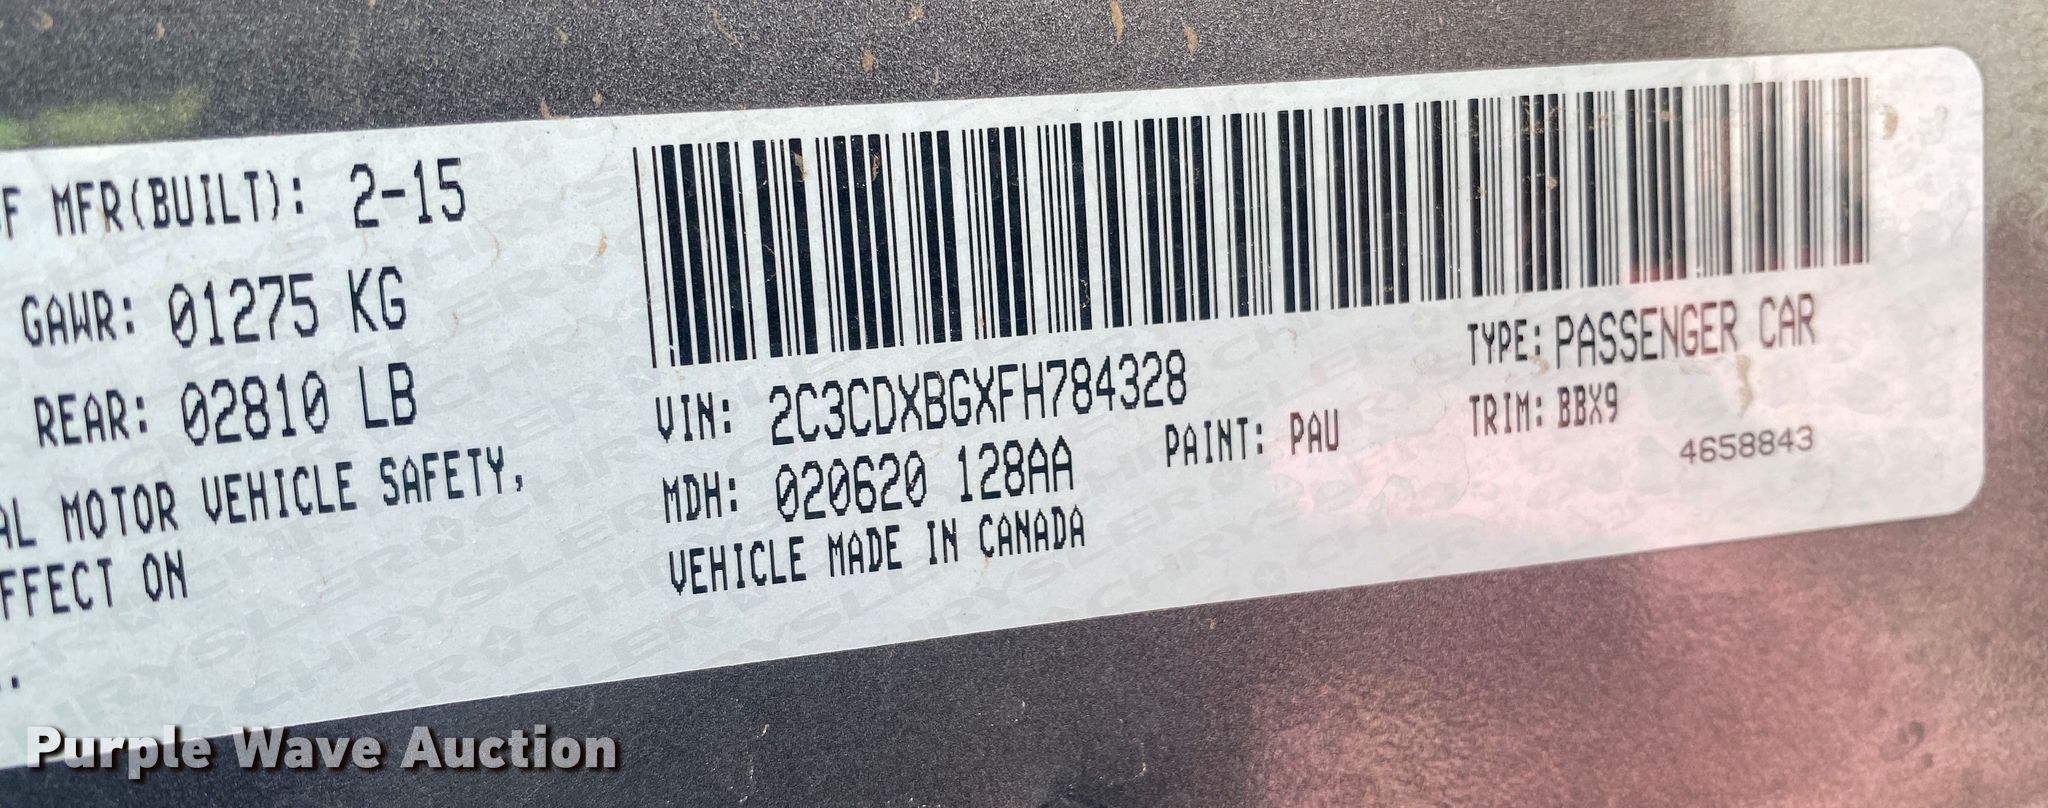 F MFR(BUILT): 2-15
GAWR: 01275 KG
REAR: 02810 LB
AL MOTOR VEHICLE SAFETY,
FFECT ON
VIN: 2C3CDXBGXFH784328
MDH: 020620 128AA
PAINT: PAU
VEHICLE MADE IN CANADA
TYPE: PASSENGER CAR
TRIM: BBX9
4658843
Purple Wave Auction